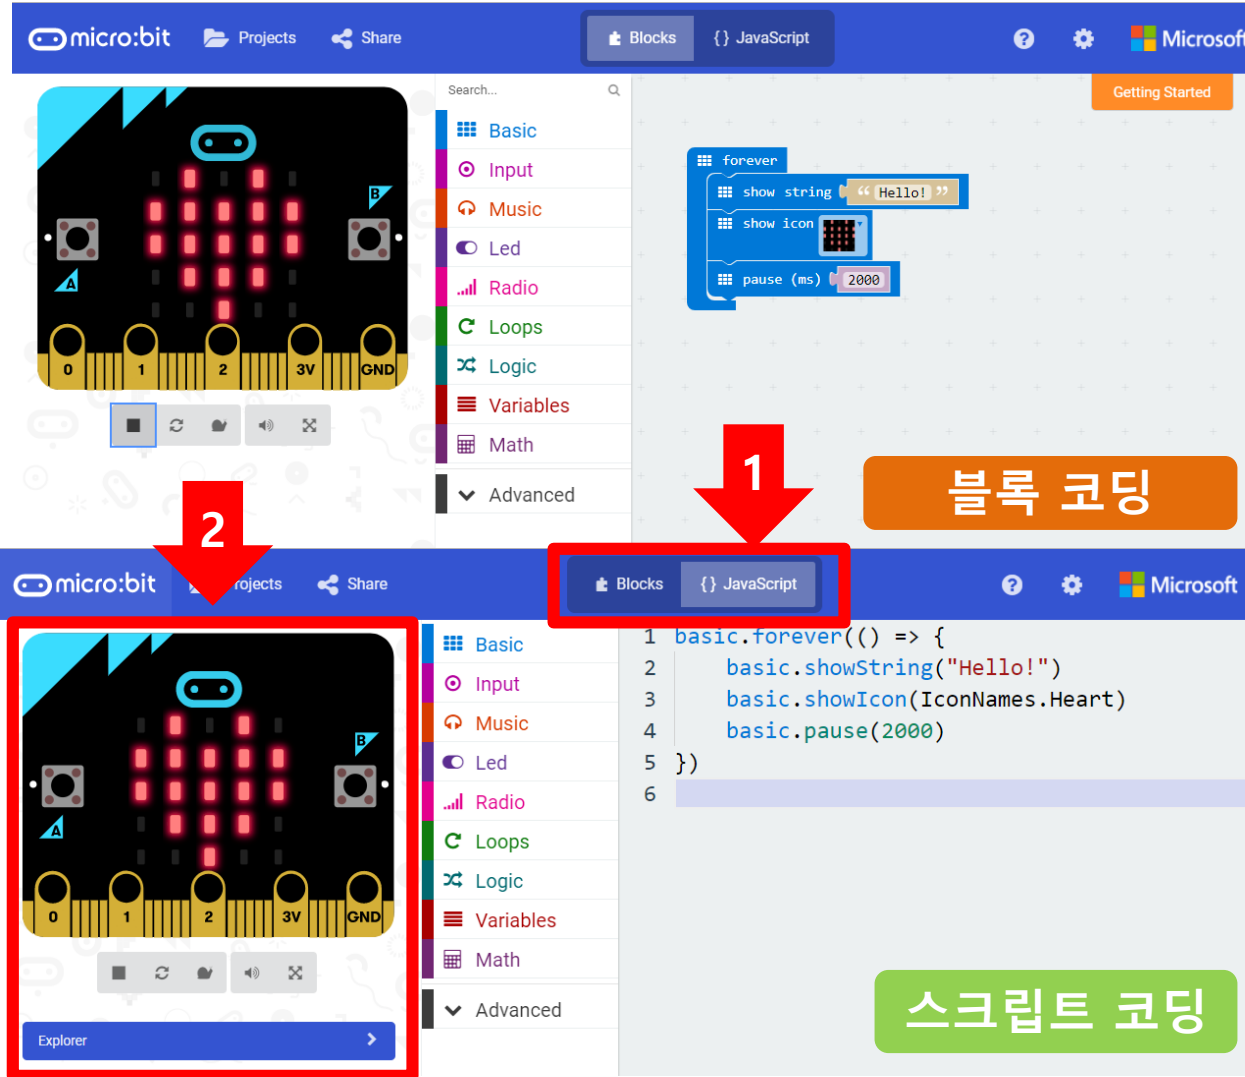 micro:bit Projects Share Blocks {} JavaScript ? Microsoft
Search...
Getting Started
Basic
Input
Music
Led
Radio
Loops
Logic
Variables
Math
Advanced
B
A
0 1 2 3V GND
forever
show string “ Hello! ”
show icon
pause (ms) 2000
1
블록 코딩
2
micro:bit rojects Share Blocks {} JavaScript ? Microsoft
B
A
0 1 2 3V GND
Explorer
Basic
Input
Music
Led
Radio
Loops
Logic
Variables
Math
Advanced
1 basic.forever(() => {
2 basic.showString("Hello!")
3 basic.showIcon(IconNames.Heart)
4 basic.pause(2000)
5 })
6
스크립트 코딩